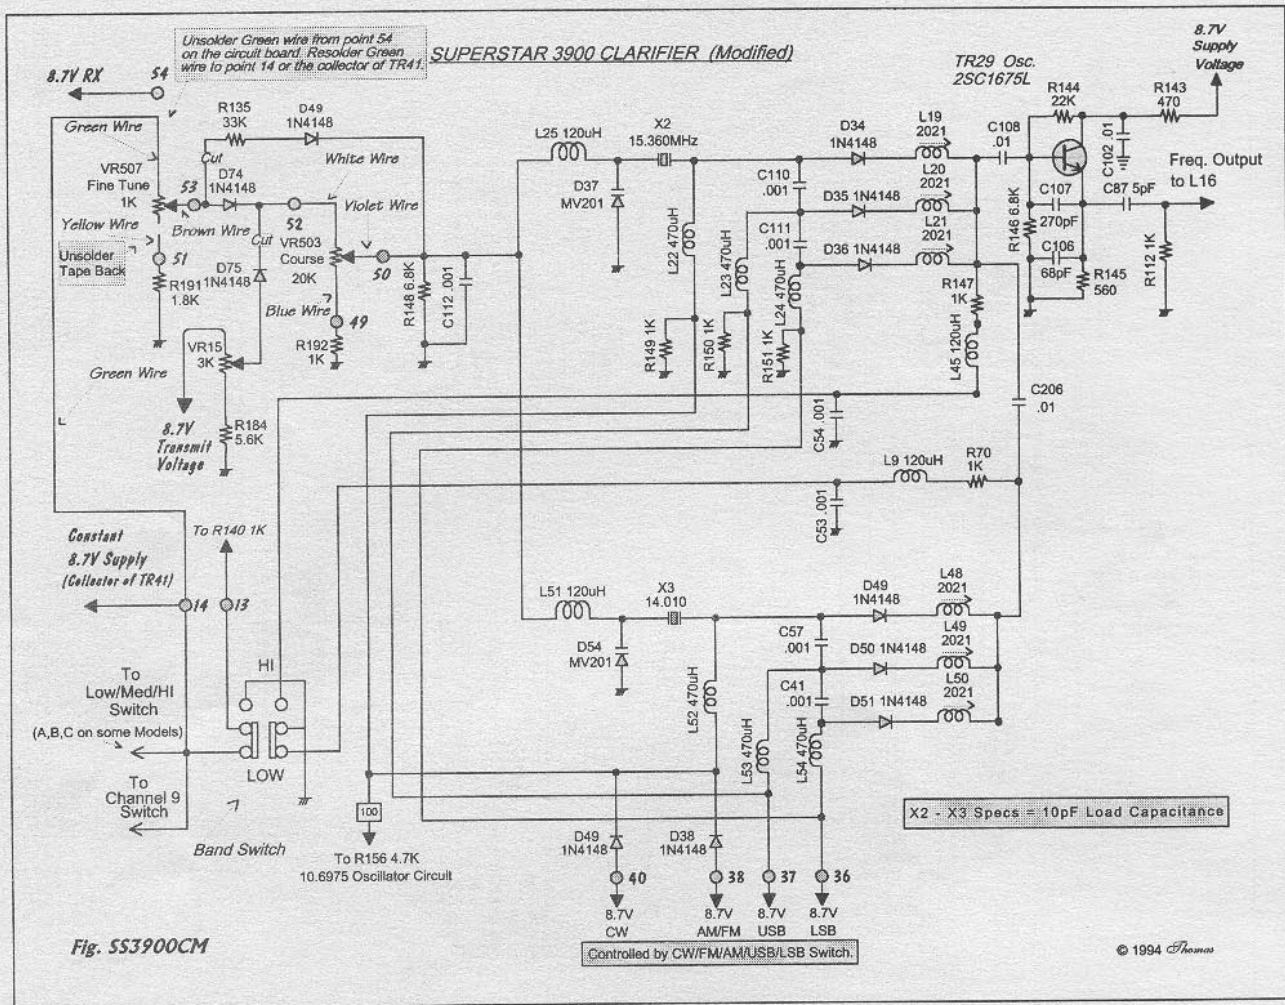 Unsolder Green wire from point 54
on the circuit board. Resolder Green
wire to point 14 or the collector of TR41.
SUPERSTAR 3900 CLARIFIER (Modified)
8.7V RX
54
8.7V
Supply
Voltage
TR29 Osc.
2SC1675L
R144
22K
R143
470
C102 .01
R135
33K
D49
1N4148
Green Wire
White Wire
L25 120uH
X2
15.360MHz
D34
1N4148
L19
2021
C108
.01
Freq. Output
to L16
VR507
Fine Tune
1K
Cut
53
D74
1N4148
52
Violet Wire
D37
MV201
C110
.001
D35 1N4148
L20
2021
C107
270pF
C87 5pF
Yellow Wire
Brown Wire
Cut
Unsolder
Tape Back
51
VR503
Course
20K
50
C111
.001
D36 1N4148
L21
2021
R146 6.8K
C106
68pF
R145
560
R112 1K
D75
1N4148
R191
1.8K
R148 6.8K
C112 .001
L22 470uH
L23 470uH
L24 470uH
R147
1K
Blue Wire
49
R192
1K
R149 1K
R150 1K
R151 1K
L45 120uH
VR15
3K
Green Wire
8.7V
Transmit
Voltage
R184
5.6K
C54 .001
C206
.01
L9 120uH
R70
1K
C53 .001
To R140 1K
Constant
8.7V Supply
(Collector of TR41)
14
13
L51 120uH
X3
14.010
D49
1N4148
L48
2021
D54
MV201
C57
.001
D50 1N4148
L49
2021
C41
.001
D51 1N4148
L50
2021
L52 470uH
L53 470uH
L54 470uH
To
Low/Med/HI
Switch
(A,B,C on some Models)
HI
LOW
To
Channel 9
Switch
Band Switch
100
To R156 4.7K
10.6975 Oscillator Circuit
D49
1N4148
D38
1N4148
X2 - X3 Specs = 10pF Load Capacitance
40
38
37
36
8.7V
CW
8.7V
AM/FM
8.7V
USB
8.7V
LSB
Controlled by CW/FM/AM/USB/LSB Switch.
Fig. SS3900CM
© 1994 Thomas